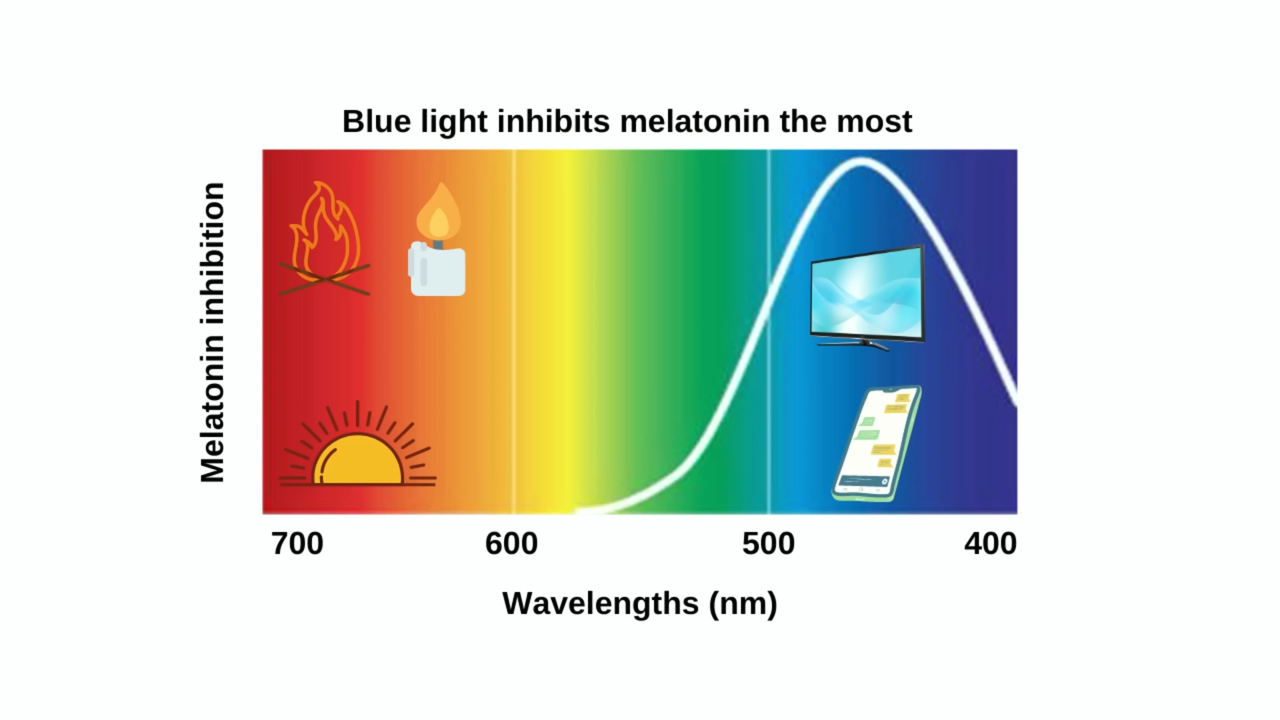 Blue light inhibits melatonin the most
Melatonin inhibition
700 600 500 400
Wavelengths (nm)